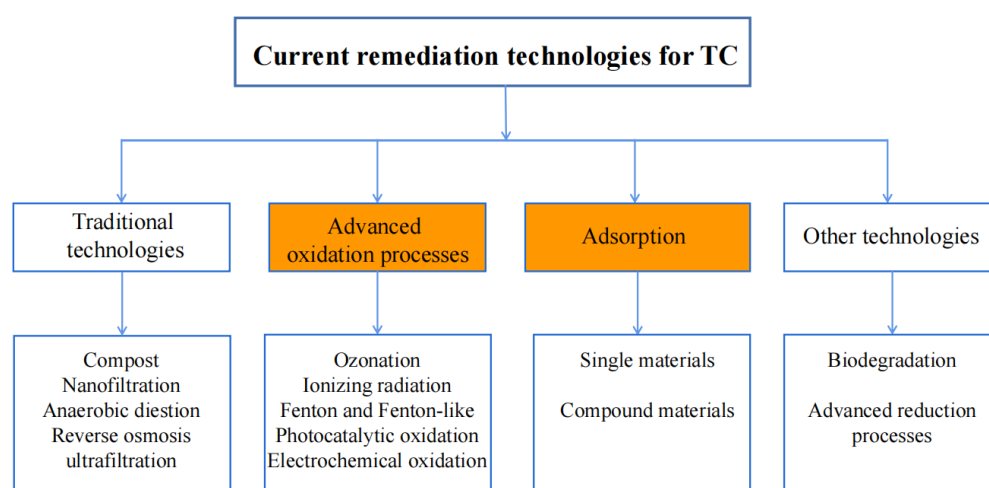 Current remediation technologies for TC
Traditional
technologies
Advanced
oxidation processes
Adsorption
Other technologies
Compost
Nanofiltration
Anaerobic diestion
Reverse osmosis
ultrafiltration
Ozonation
Ionizing radiation
Fenton and Fenton-like
Photocatalytic oxidation
Electrochemical oxidation
Single materials
Compound materials
Biodegradation
Advanced reduction
processes